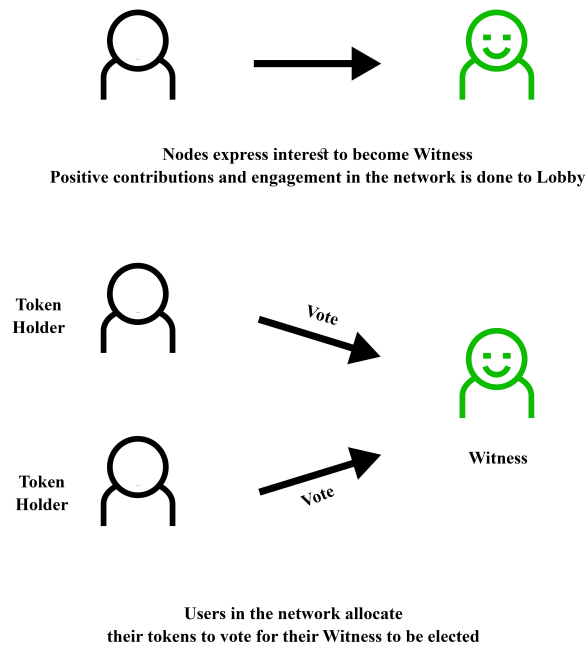 Nodes express interest to become Witness
Positive contributions and engagement in the network is done to Lobby
Token
Holder
Vote
Witness
Token
Holder
Vote
Users in the network allocate
their tokens to vote for their Witness to be elected